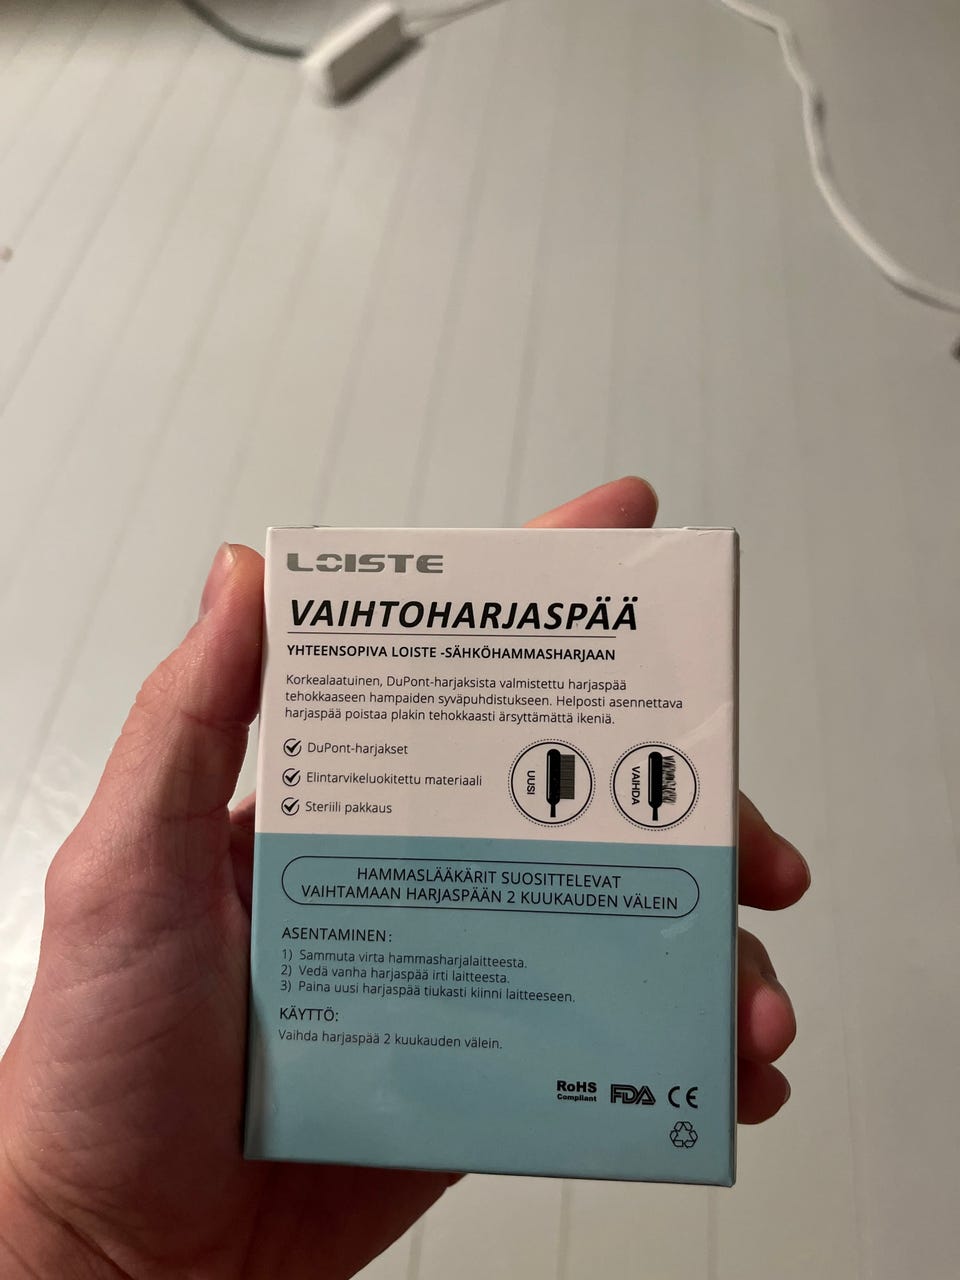 LOISTE
VAIHTOHARJASPÄÄ
YHTEENSOPIVA LOISTE -SÄHKÖHAMMASHARJAAN
Korkealaatuinen, DuPont-harjaksista valmistettu harjaspää
tehokkaaseen hampaiden syväpuhdistukseen. Helposti asennettava
harjaspää poistaa plakin tehokkaasti ärsyttämättä ikeniä.
DuPont-harjakset
Elintarvikeluokitettu materiaali
Steriili pakkaus
UUSI
VAIHDA
HAMMASLÄÄKÄRIT SUOSITTELEVAT
VAIHTAMAAN HARJASPÄÄN 2 KUUKAUDEN VÄLEIN
ASENTAMINEN:
1) Sammuta virta hammasharjalaitteesta.
2) Vedä vanha harjaspää irti laitteesta.
3) Paina uusi harjaspää tiukasti kiinni laitteeseen.
KÄYTTÖ:
Vaihda harjaspää 2 kuukauden välein.
RoHS
Compliant
FDA
CE